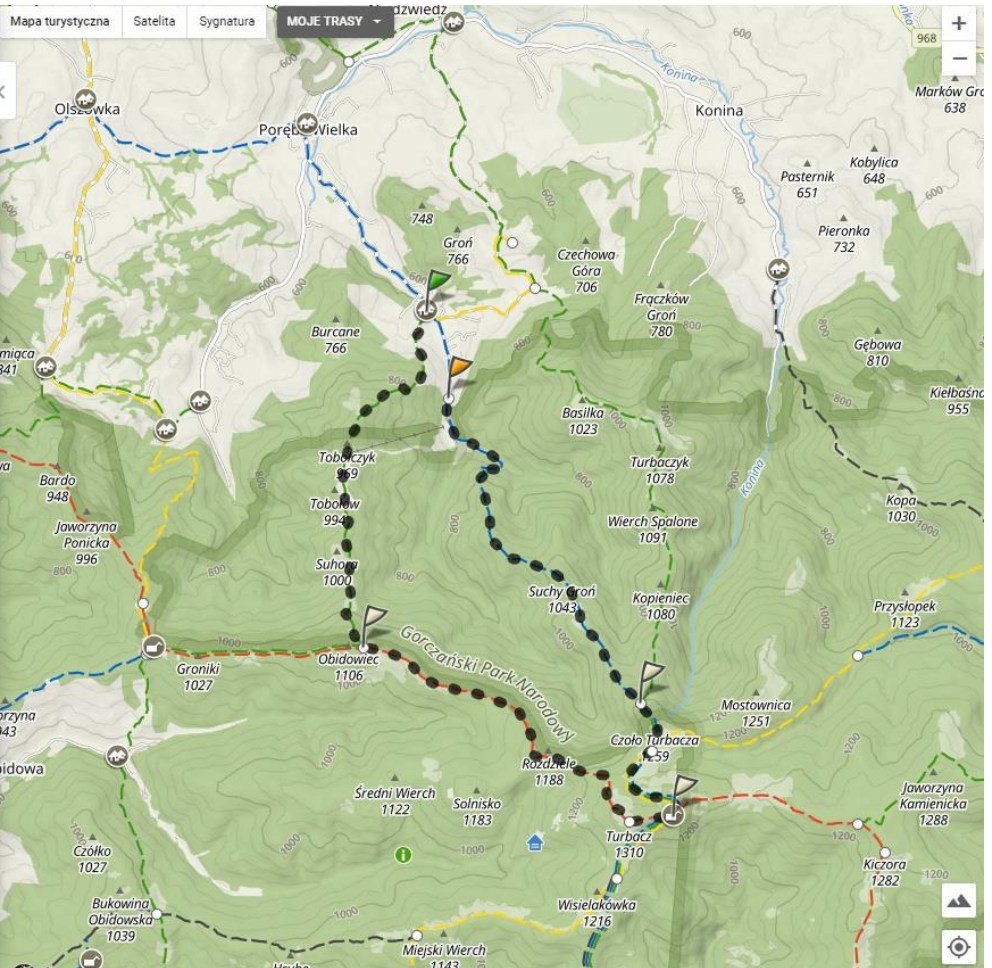 Mapa turystyczna
Satelita
Sygnatura
MOJE TRASY
+
−
968
Konina
600
Olszówka
Poręba Wielka
Konina
Marków Gro
638
Kobylica
648
Pasternik
651
Pieronka
732
748
Groń
766
Czechowa
Góra
706
Frączków
Groń
780
Burcane
766
Gębowa
810
Kiełbaśna
955
Basilka
1023
Tobołczyk
969
Bardo
948
Turbaczyk
1078
Konina
Kopa
1030
Tobołów
994
Jaworzyna
Ponicka
996
Wierch Spalone
1091
Suhora
1000
Suchy Groń
1043
Kopieniec
1080
Przysłopek
1123
Gorczański Park Narodowy
Obidowiec
1106
Groniki
1027
Mostownica
1251
Czoło Turbacza
1259
Rozdziele
1188
Średni Wierch
1122
Solnisko
1183
Jaworzyna
Kamienicka
1288
Turbacz
1310
Czółko
1027
Kiczora
1282
Bukowina
Obidowska
1039
Wisielakówka
1216
Miejski Wierch
1143